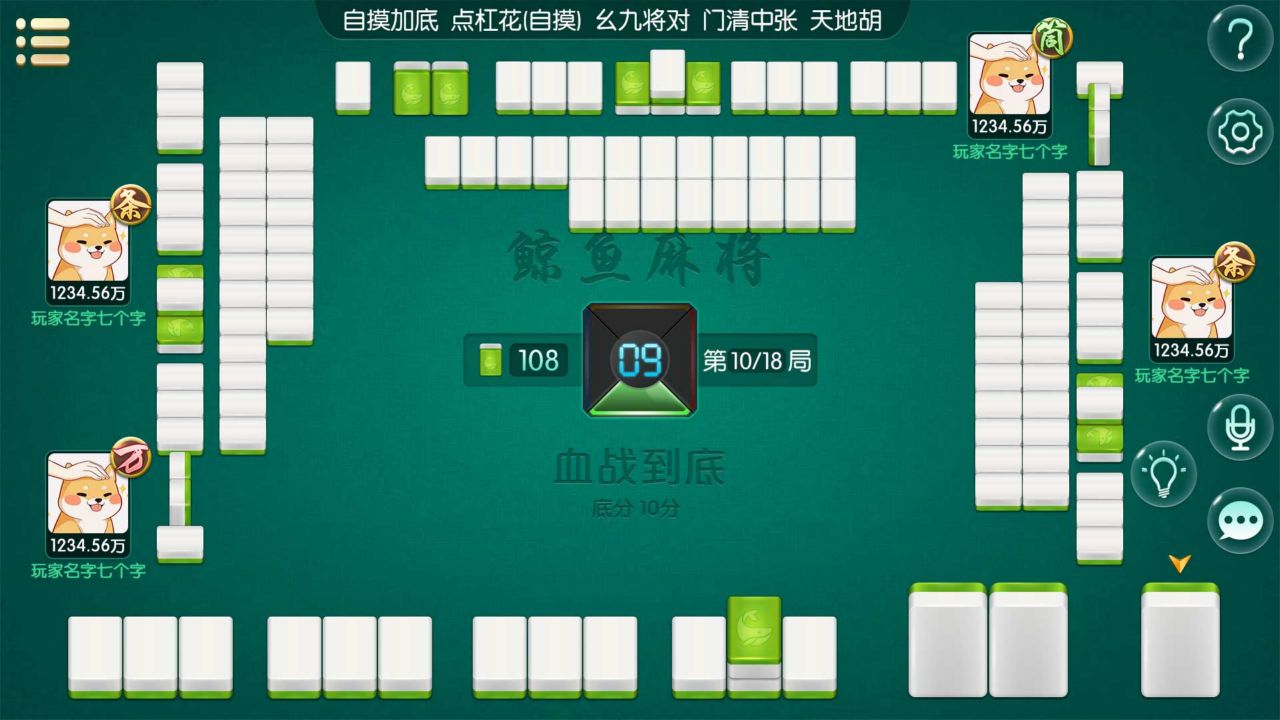 自摸加底 点杠花(自摸) 幺九将对 门清中张 天地胡
筒
1234.56万
玩家名字七个字
条
1234.56万
玩家名字七个字
鲸鱼麻将
条
1234.56万
玩家名字七个字
108
09
第10/18局
万
1234.56万
玩家名字七个字
血战到底
底分 10分